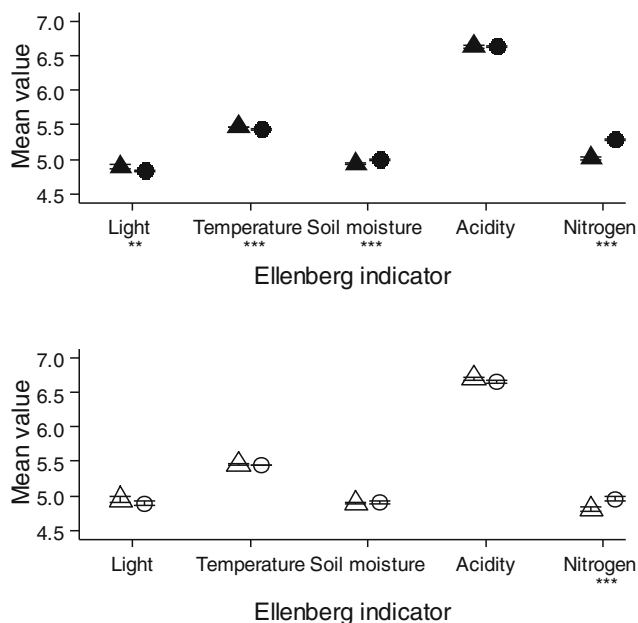 7.0
6.5
6.0
5.5
5.0
4.5
Mean value
Light Temperature Soil moisture Acidity Nitrogen
** *** *** ***
Ellenberg indicator
7.0
6.5
6.0
5.5
5.0
4.5
Mean value
Light Temperature Soil moisture Acidity Nitrogen
***
Ellenberg indicator